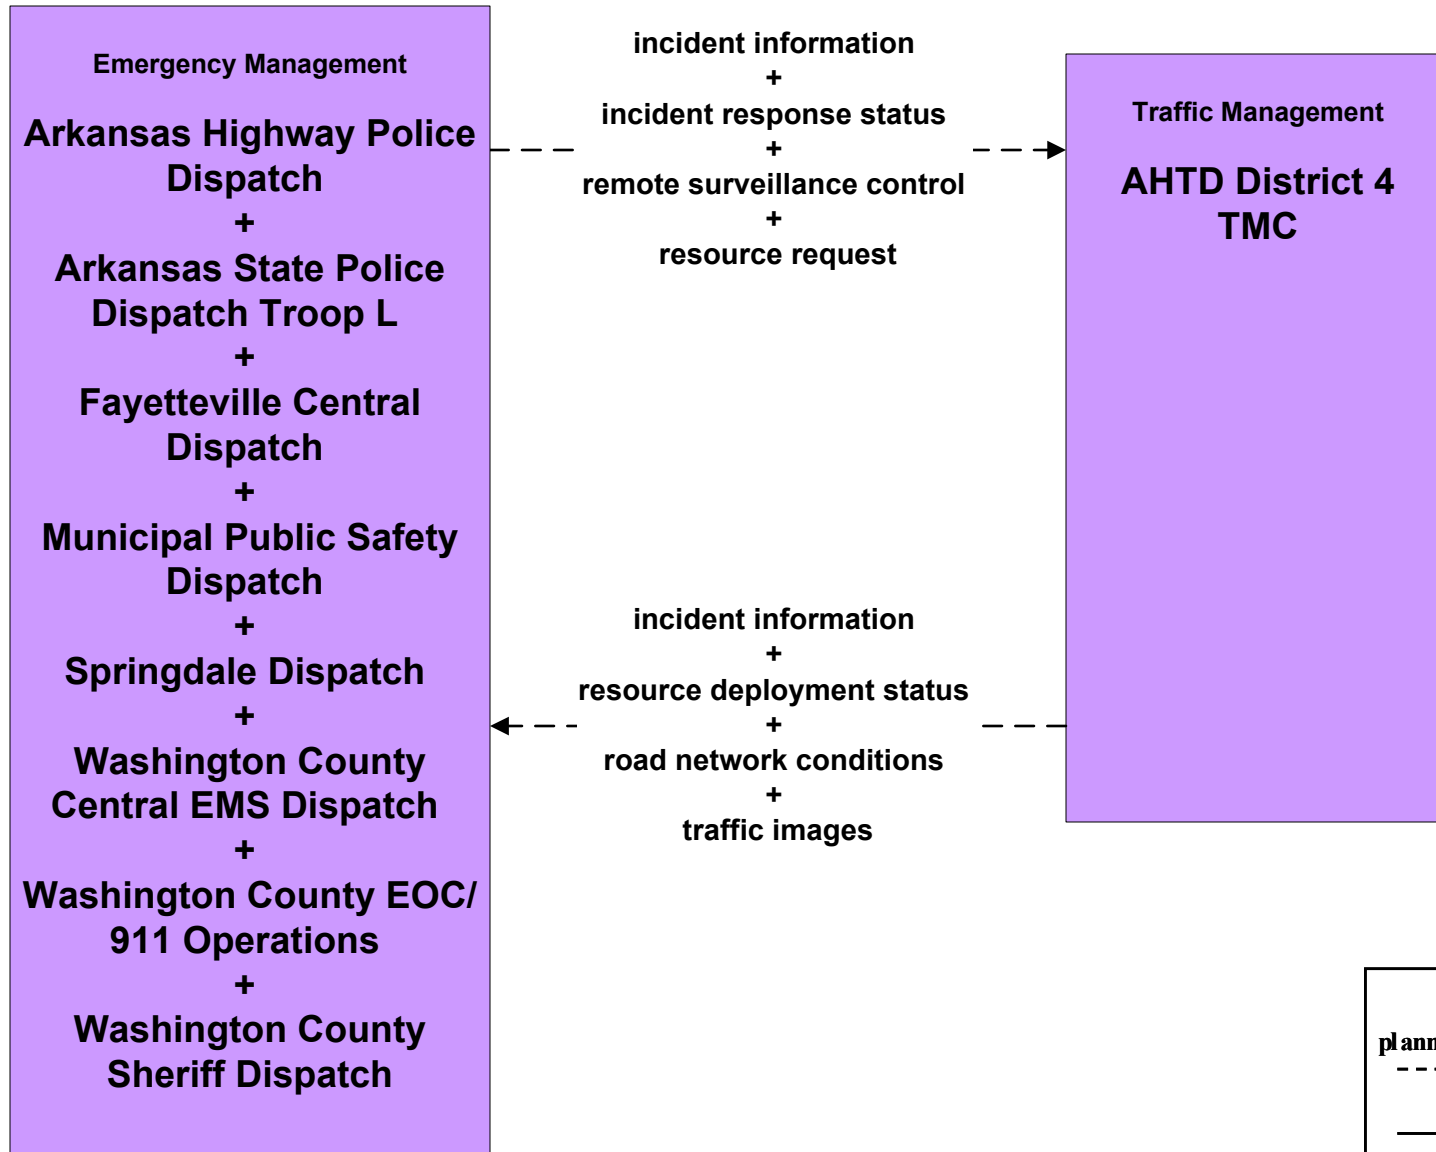 Emergency Management
Arkansas Highway Police
Dispatch
+
Arkansas State Police
Dispatch Troop L
+
Fayetteville Central
Dispatch
+
Municipal Public Safety
Dispatch
+
Springdale Dispatch
+
Washington County
Central EMS Dispatch
+
Washington County EOC/
911 Operations
+
Washington County
Sheriff Dispatch
incident information
+
incident response status
+
remote surveillance control
+
resource request
incident information
+
resource deployment status
+
road network conditions
+
traffic images
Traffic Management
AHTD District 4
TMC